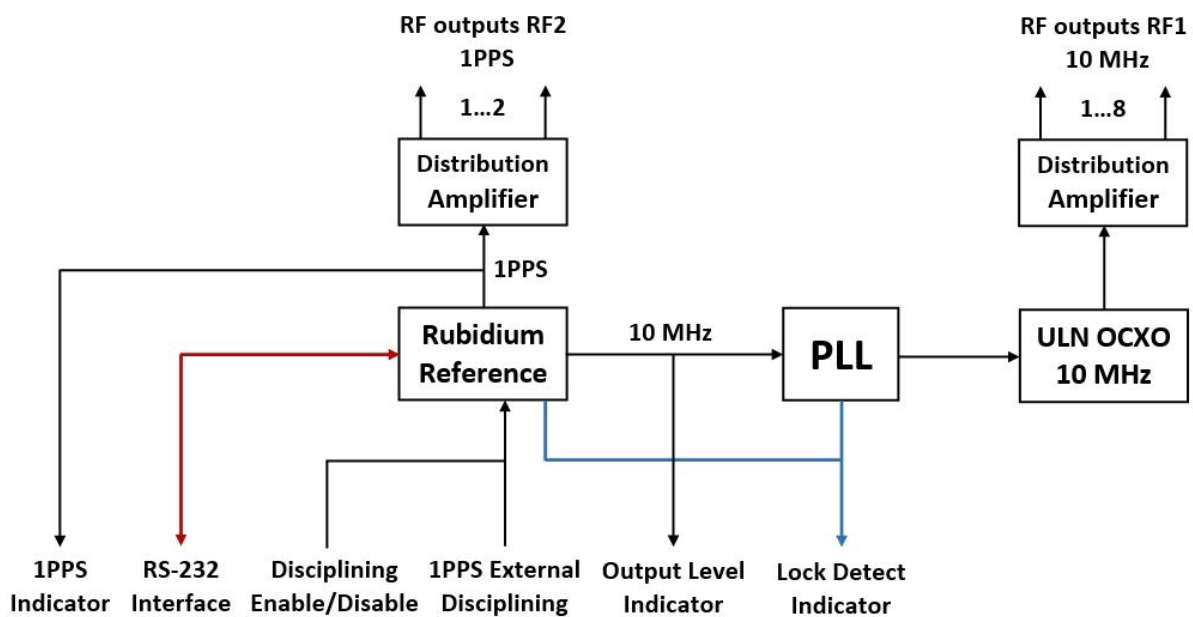 RF outputs RF2
1PPS
1...2
RF outputs RF1
10 MHz
1...8
Distribution
Amplifier
Distribution
Amplifier
1PPS
Rubidium
Reference
10 MHz
PLL
ULN OCXO
10 MHz
1PPS
Indicator
RS-232
Interface
Disciplining
Enable/Disable
1PPS External
Disciplining
Output Level
Indicator
Lock Detect
Indicator